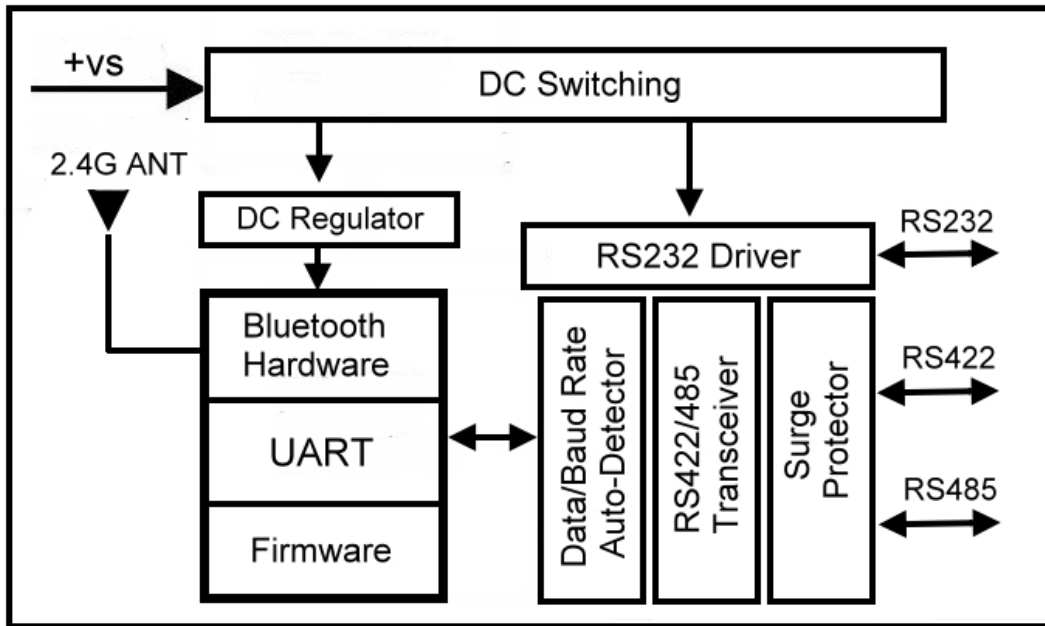 +vs
DC Switching
2.4G ANT
DC Regulator
RS232 Driver
RS232
Bluetooth
Hardware
UART
Firmware
Data/Baud Rate
Auto-Detector
RS422/485
Transceiver
Surge
Protector
RS422
RS485